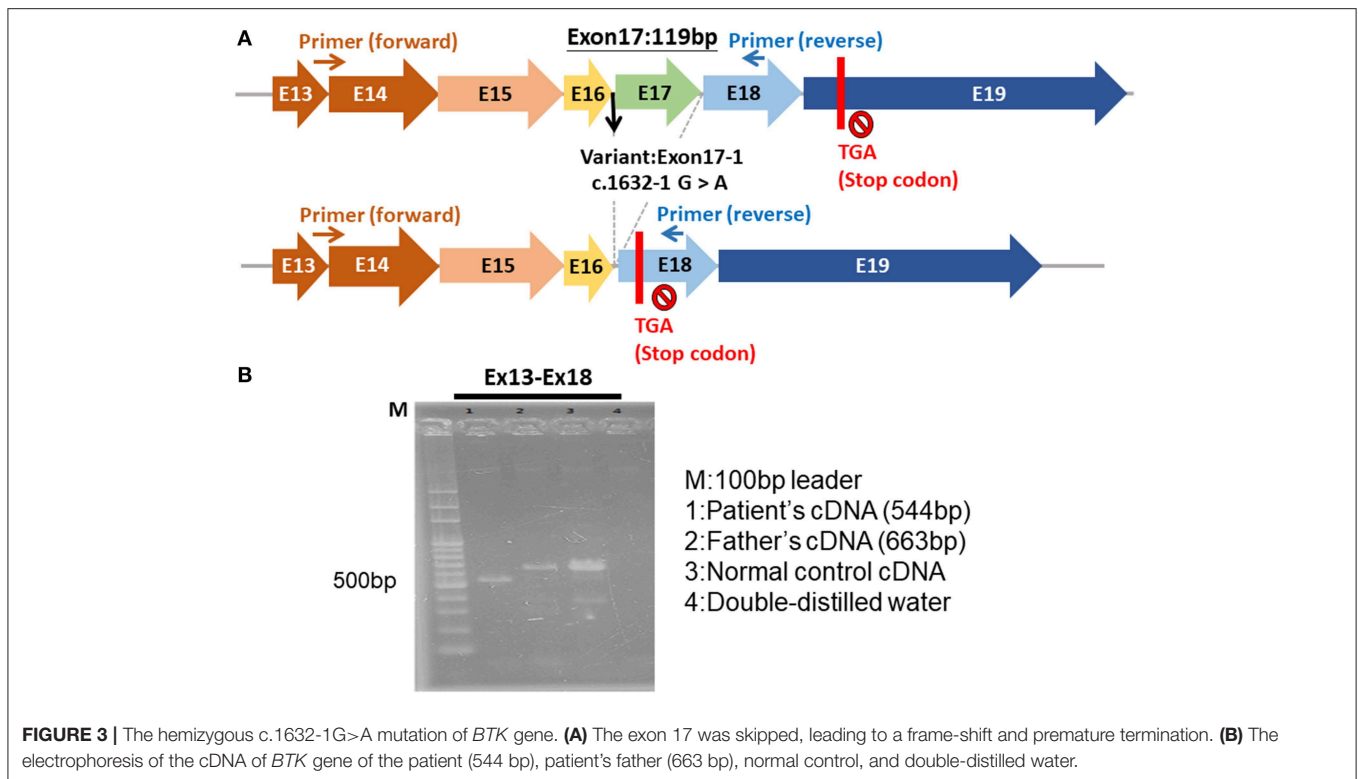 A
Exon17:119bp
Primer (forward)
Primer (reverse)
E13
E14
E15
E16
E17
E18
E19
Variant:Exon17-1
c.1632-1 G > A
TGA
(Stop codon)
Primer (forward)
Primer (reverse)
E13
E14
E15
E16
E18
E19
TGA
(Stop codon)
B
Ex13-Ex18
M
1 2 3 4
500bp
M:100bp leader
1:Patient's cDNA (544bp)
2:Father's cDNA (663bp)
3:Normal control cDNA
4:Double-distilled water
FIGURE 3 | The hemizygous c.1632-1G>A mutation of BTK gene. (A) The exon 17 was skipped, leading to a frame-shift and premature termination. (B) The
electrophoresis of the cDNA of BTK gene of the patient (544 bp), patient's father (663 bp), normal control, and double-distilled water.